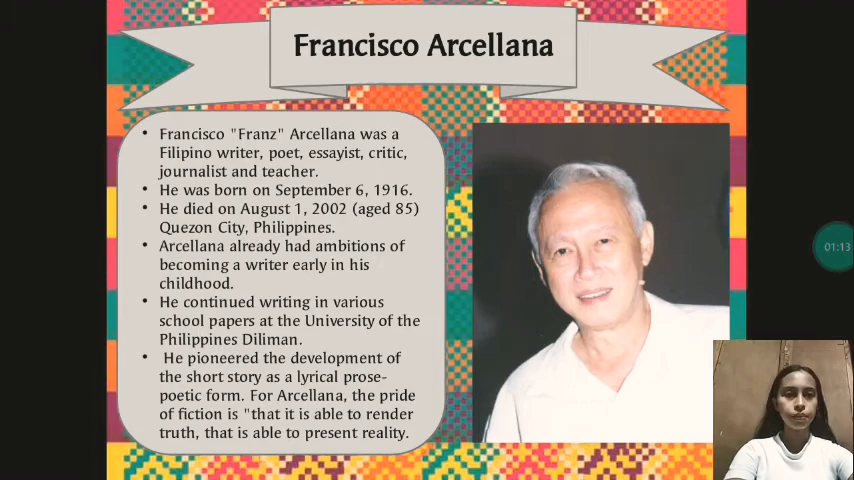 Francisco Arcellana
• Francisco "Franz" Arcellana was a
Filipino writer, poet, essayist, critic,
journalist and teacher.
• He was born on September 6, 1916.
• He died on August 1, 2002 (aged 85)
Quezon City, Philippines.
• Arcellana already had ambitions of
becoming a writer early in his
childhood.
• He continued writing in various
school papers at the University of the
Philippines Diliman.
• He pioneered the development of
the short story as a lyrical prose-
poetic form. For Arcellana, the pride
of fiction is "that it is able to render
truth, that is able to present reality.
01:13